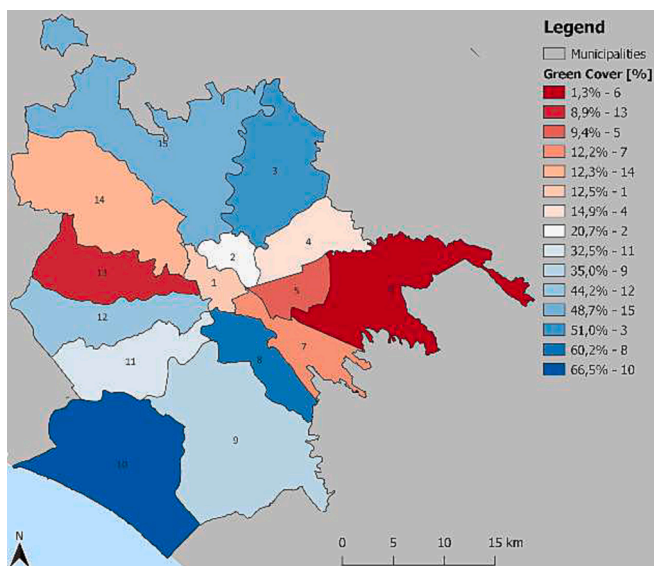 Legend
Municipalities
Green Cover [%]
1,3% - 6
8,9% - 13
9,4% - 5
12,2% - 7
12,3% - 14
12,5% - 1
14,9% - 4
20,7% - 2
32,5% - 11
35,0% - 9
44,2% - 12
48,7% - 15
51,0% - 3
60,2% - 8
66,5% - 10
15
3
14
4
2
13
1
5
6
12
7
8
11
9
10
N
0 5 10 15 km